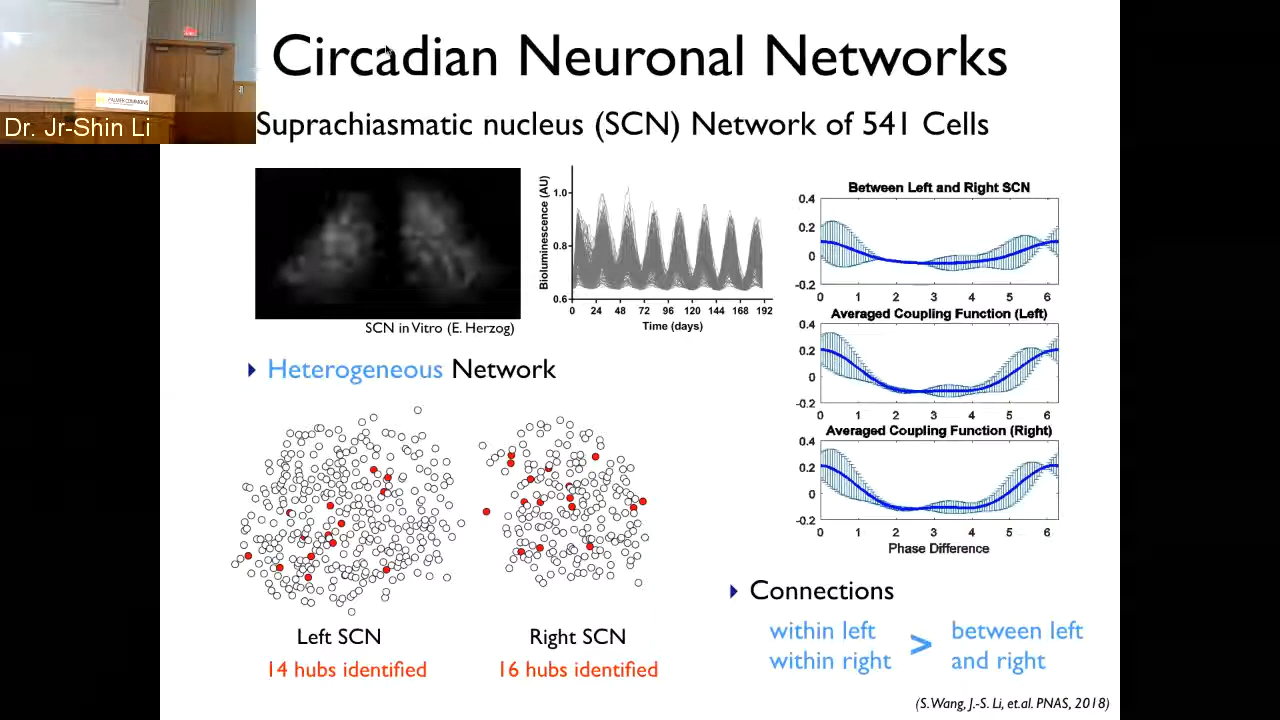 Circadian Neuronal Networks
Dr. Jr-Shin Li
PALMER COMMONS
Suprachiasmatic nucleus (SCN) Network of 541 Cells
SCN in Vitro (E. Herzog)
Bioluminescence (AU)
1.0
0.8
0.6
0 24 48 72 96 120 144 168 192
Time (days)
Between Left and Right SCN
0.4
0.2
0
-0.2
0 1 2 3 4 5 6
Averaged Coupling Function (Left)
0.4
0.2
0
-0.2
0 1 2 3 4 5 6
Averaged Coupling Function (Right)
0.4
0.2
0
-0.2
0 1 2 3 4 5 6
Phase Difference
Heterogeneous Network
Left SCN
14 hubs identified
Right SCN
16 hubs identified
Connections
within left
within right
>
between left
and right
(S. Wang, J.-S. Li, et.al. PNAS, 2018)